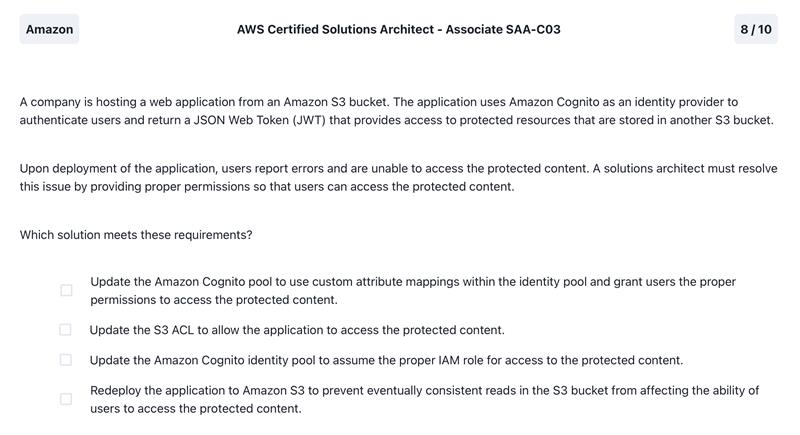 Amazon
AWS Certified Solutions Architect - Associate SAA-C03
8 / 10
A company is hosting a web application from an Amazon S3 bucket. The application uses Amazon Cognito as an identity provider to
authenticate users and return a JSON Web Token (JWT) that provides access to protected resources that are stored in another S3 bucket.
Upon deployment of the application, users report errors and are unable to access the protected content. A solutions architect must resolve
this issue by providing proper permissions so that users can access the protected content.
Which solution meets these requirements?
Update the Amazon Cognito pool to use custom attribute mappings within the identity pool and grant users the proper
permissions to access the protected content.
Update the S3 ACL to allow the application to access the protected content.
Update the Amazon Cognito identity pool to assume the proper IAM role for access to the protected content.
Redeploy the application to Amazon S3 to prevent eventually consistent reads in the S3 bucket from affecting the ability of
users to access the protected content.